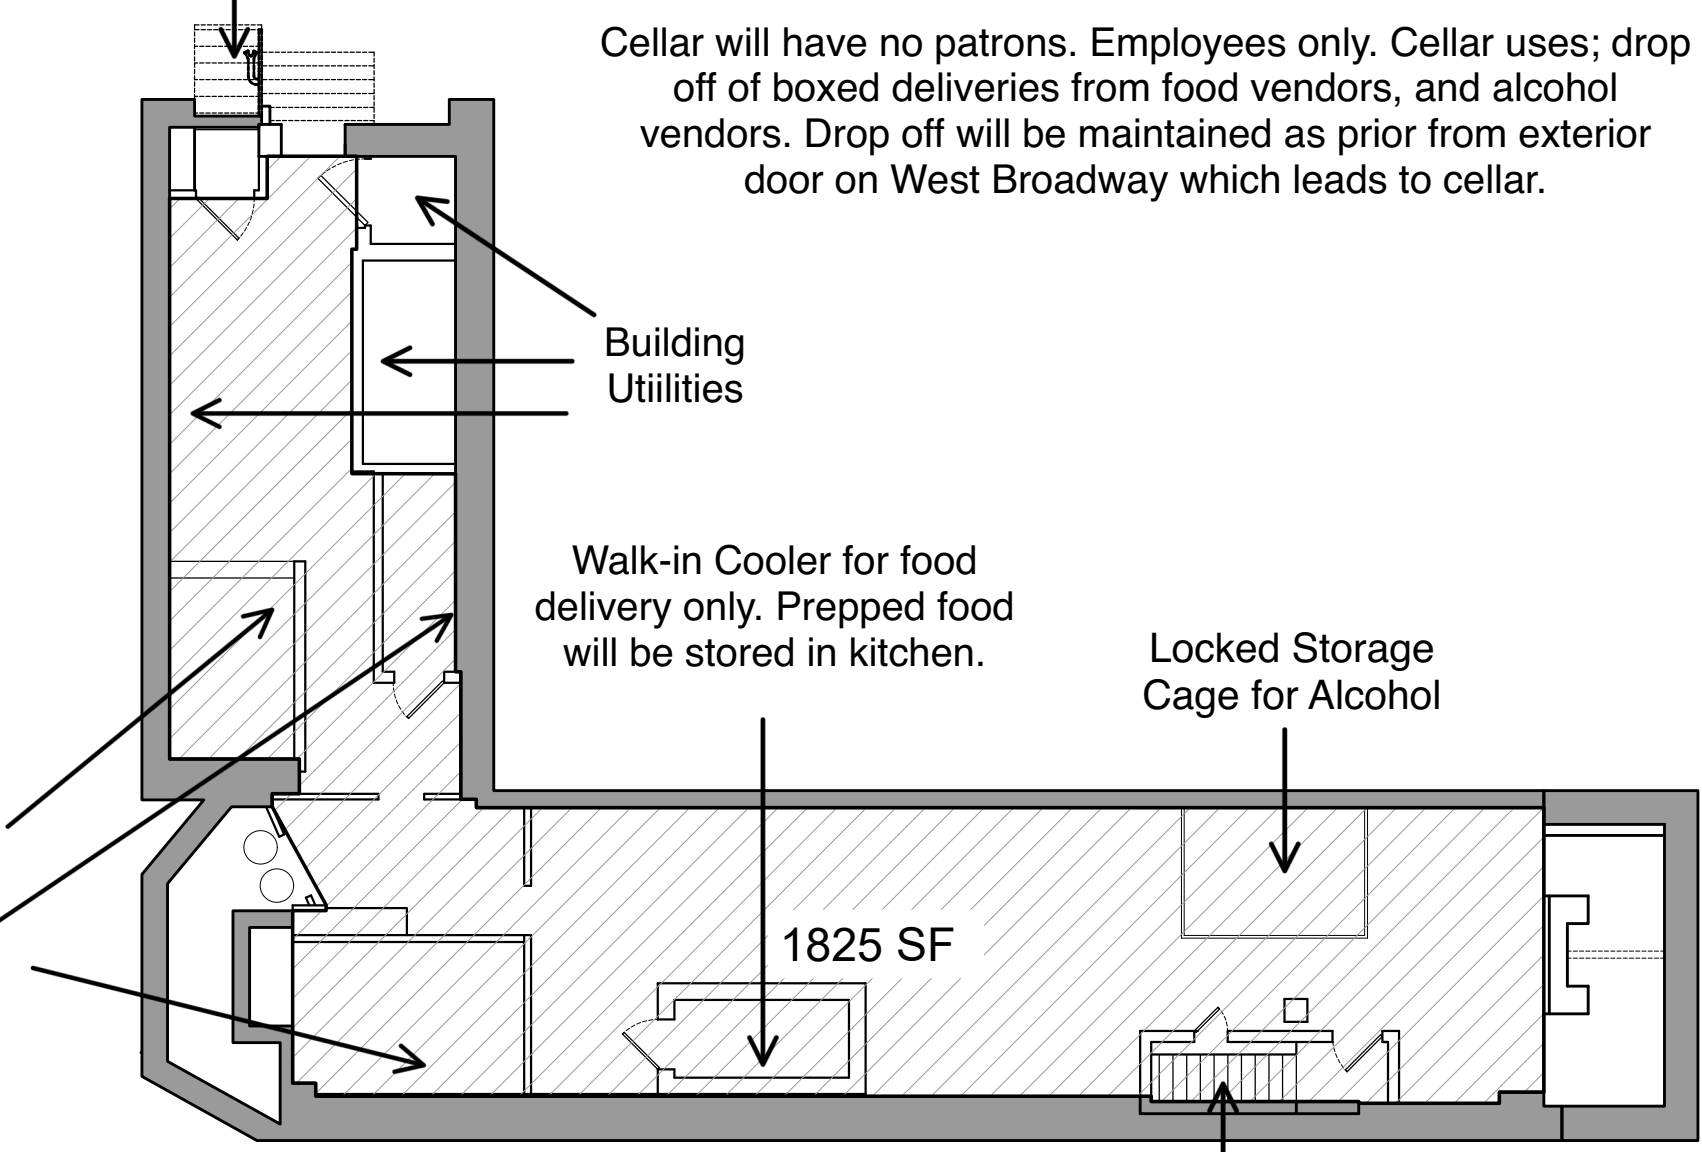 Cellar will have no patrons. Employees only. Cellar uses; drop
off of boxed deliveries from food vendors, and alcohol
vendors. Drop off will be maintained as prior from exterior
door on West Broadway which leads to cellar.
Building
Utiilities
Walk-in Cooler for food
delivery only. Prepped food
will be stored in kitchen.
Locked Storage
Cage for Alcohol
1825 SF